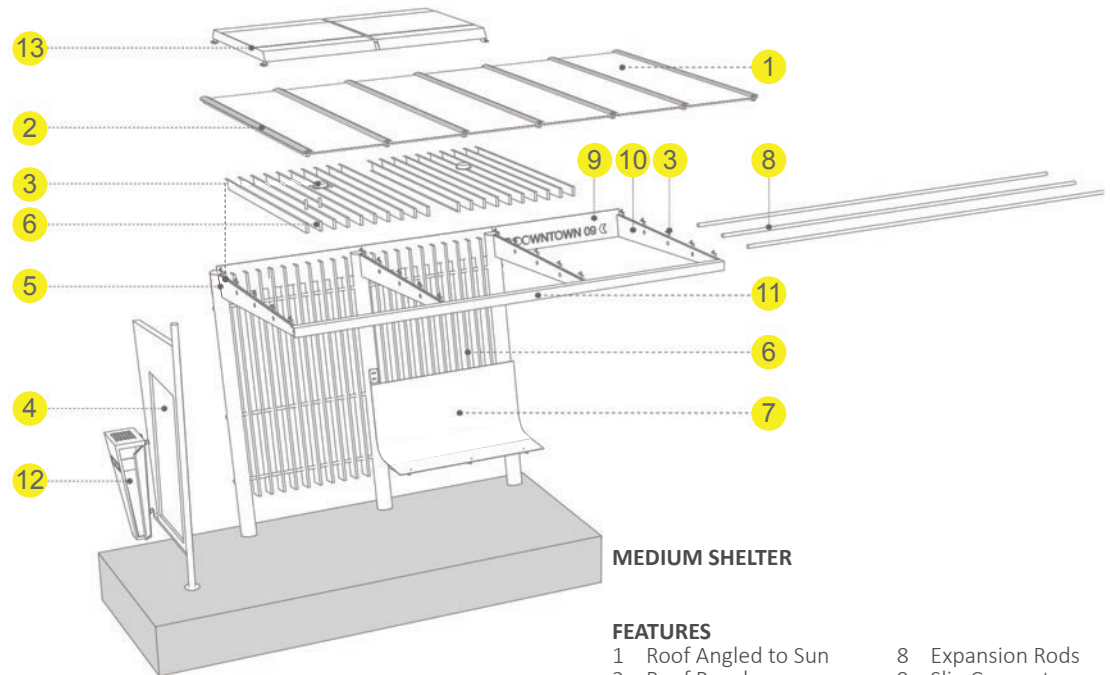 13
1
2
9 10 3 8
3
6
DOWNTOWN 09
5
11
6
4
7
12
MEDIUM SHELTER
FEATURES
1 Roof Angled to Sun
8 Expansion Rods